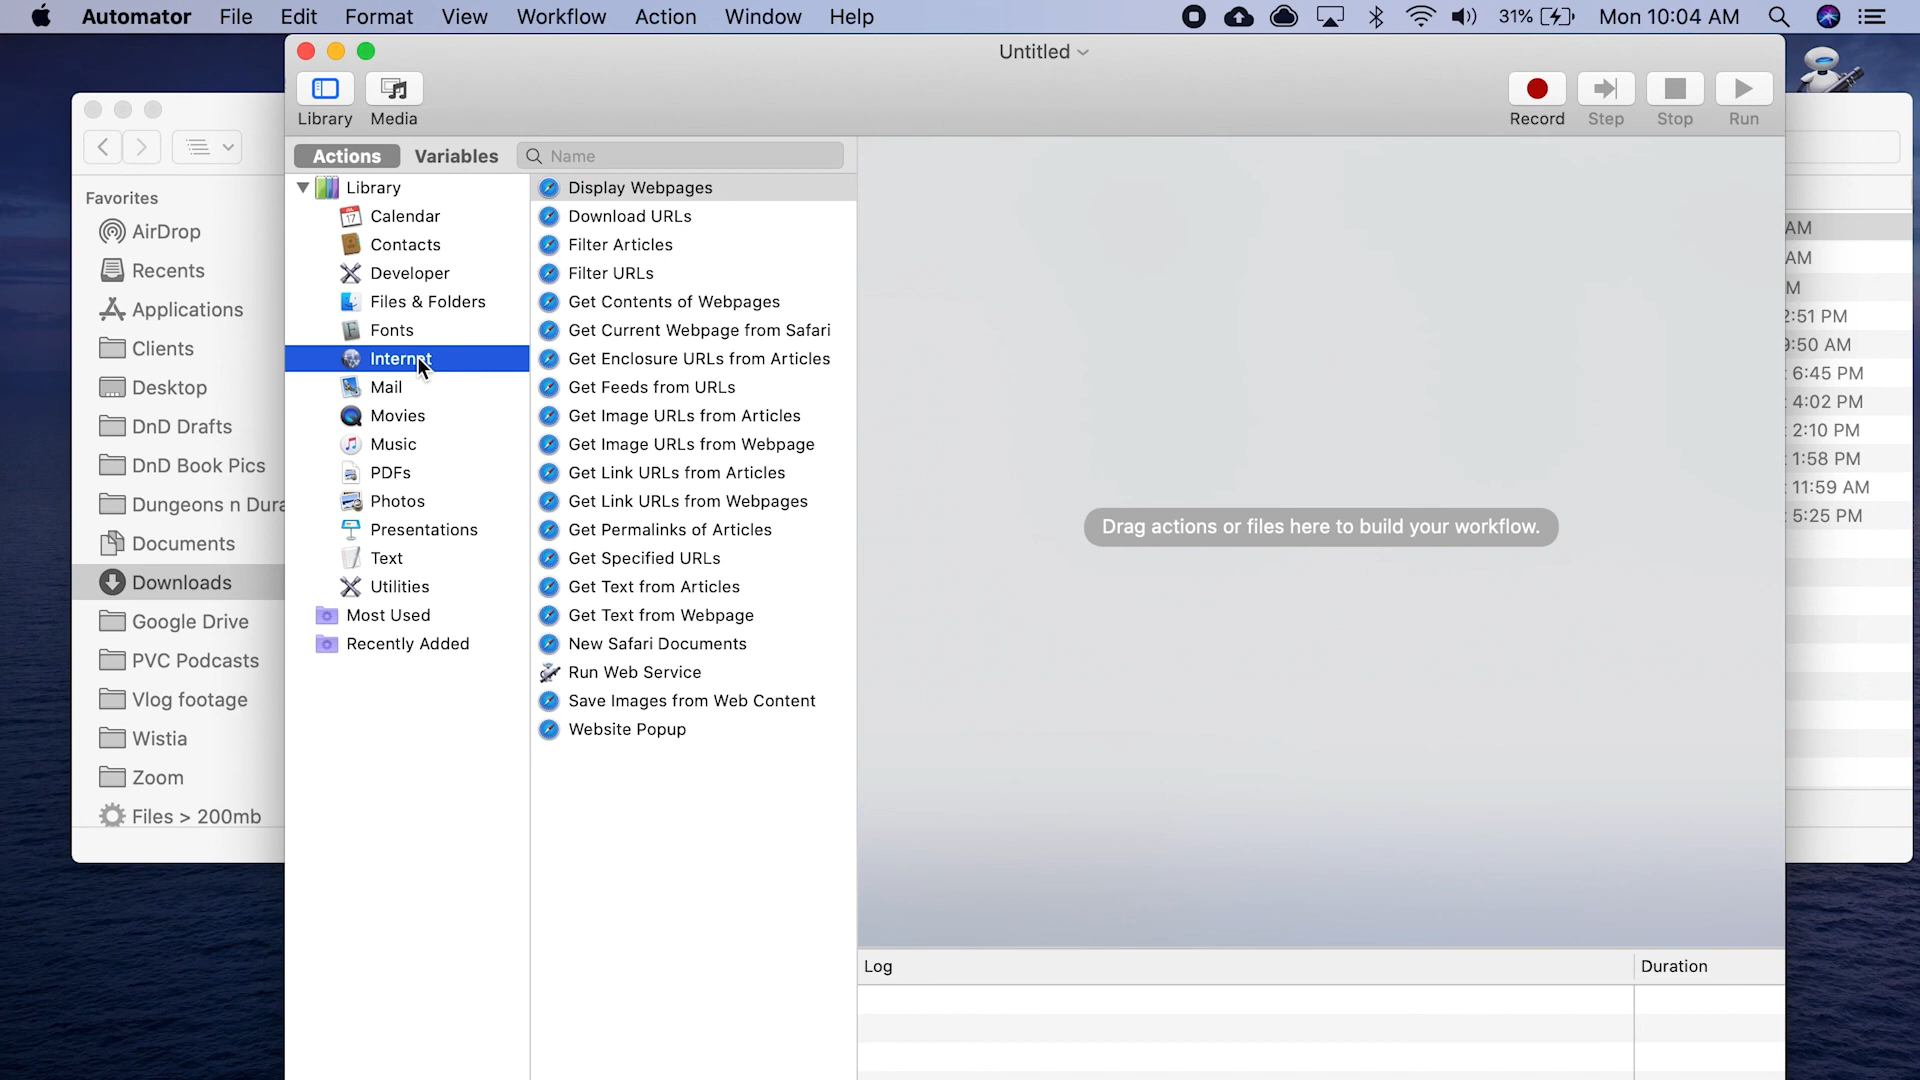 Automator File Edit Format View Workflow Action Window Help 31% Mon 10:04 AM
Untitled
Library Media
Record Step Stop Run
Actions Variables Name
Library
Calendar
Contacts
Developer
Files & Folders
Fonts
Internet
Mail
Movies
Music
PDFs
Photos
Presentations
Text
Utilities
Most Used
Recently Added
Display Webpages
Download URLs
Filter Articles
Filter URLs
Get Contents of Webpages
Get Current Webpage from Safari
Get Enclosure URLs from Articles
Get Feeds from URLs
Get Image URLs from Articles
Get Image URLs from Webpage
Get Link URLs from Articles
Get Link URLs from Webpages
Get Permalinks of Articles
Get Specified URLs
Get Text from Articles
Get Text from Webpage
New Safari Documents
Run Web Service
Save Images from Web Content
Website Popup
Drag actions or files here to build your workflow.
Log Duration
Favorites
AirDrop
Recents
Applications
Clients
Desktop
DnD Drafts
DnD Book Pics
Dungeons n Dura
Documents
Downloads
Google Drive
PVC Podcasts
Vlog footage
Wistia
Zoom
Files > 200mb
AM
AM
M
2:51 PM
9:50 AM
6:45 PM
4:02 PM
2:10 PM
1:58 PM
11:59 AM
5:25 PM
17